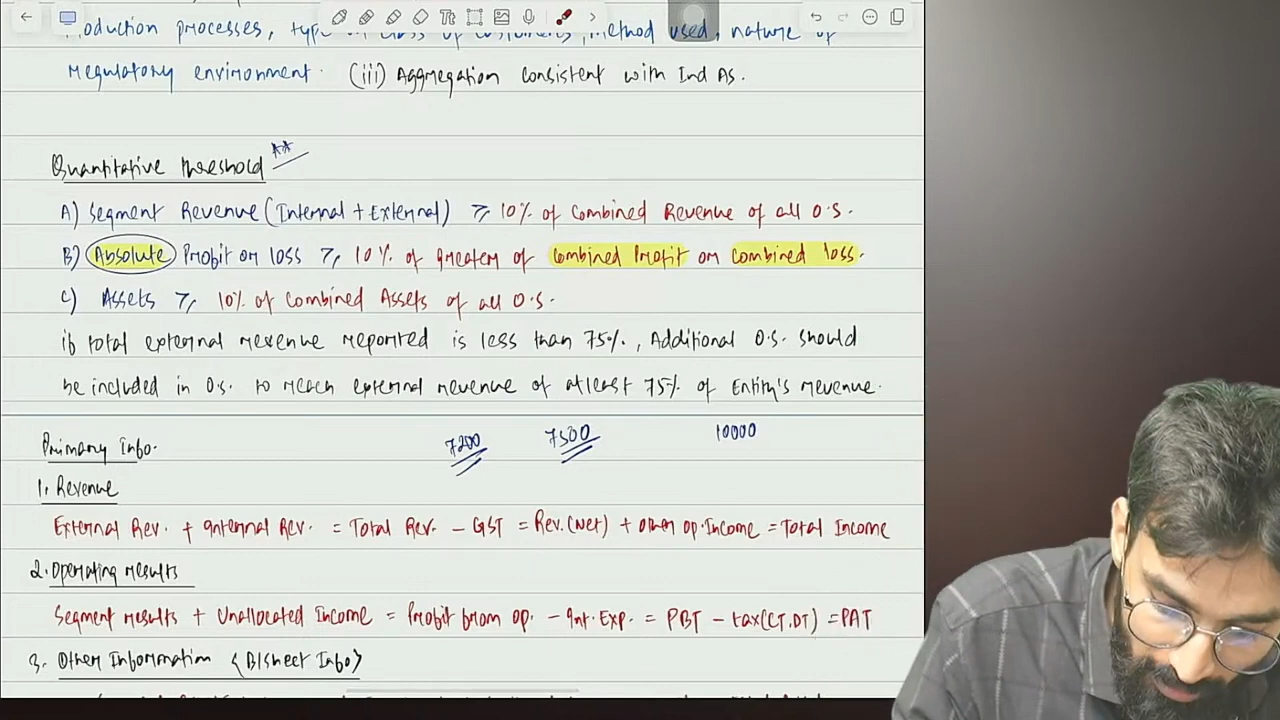 production processes, type or class of customers, method used, nature of
Regulatory environment. (iii) Aggregation consistent with Ind As.
Quantitative threshold **
A) Segment Revenue (Internal + External) ≥ 10% of Combined Revenue of all O.S.
B) Absolute Profit or loss ≥ 10% of greater of Combined Profit or Combined loss.
C) Assets ≥ 10% of Combined Assets of all O.S.
if total external revenue reported is less than 75%, Additional O.S. should
be included in O.S. to reach external revenue of atleast 75% of Entity's revenue.
Primary Info. 7200 7500 10000
1. Revenue
External Rev. + Internal Rev. = Total Rev. - GST = Rev.(Net) + other op. Income = Total Income
2. Operating results
Segment results + Unallocated Income = Profit from op. - Int. Exp. = PBT - tax(CT, DT) = PAT
3. Other Information (B/sheet Info)